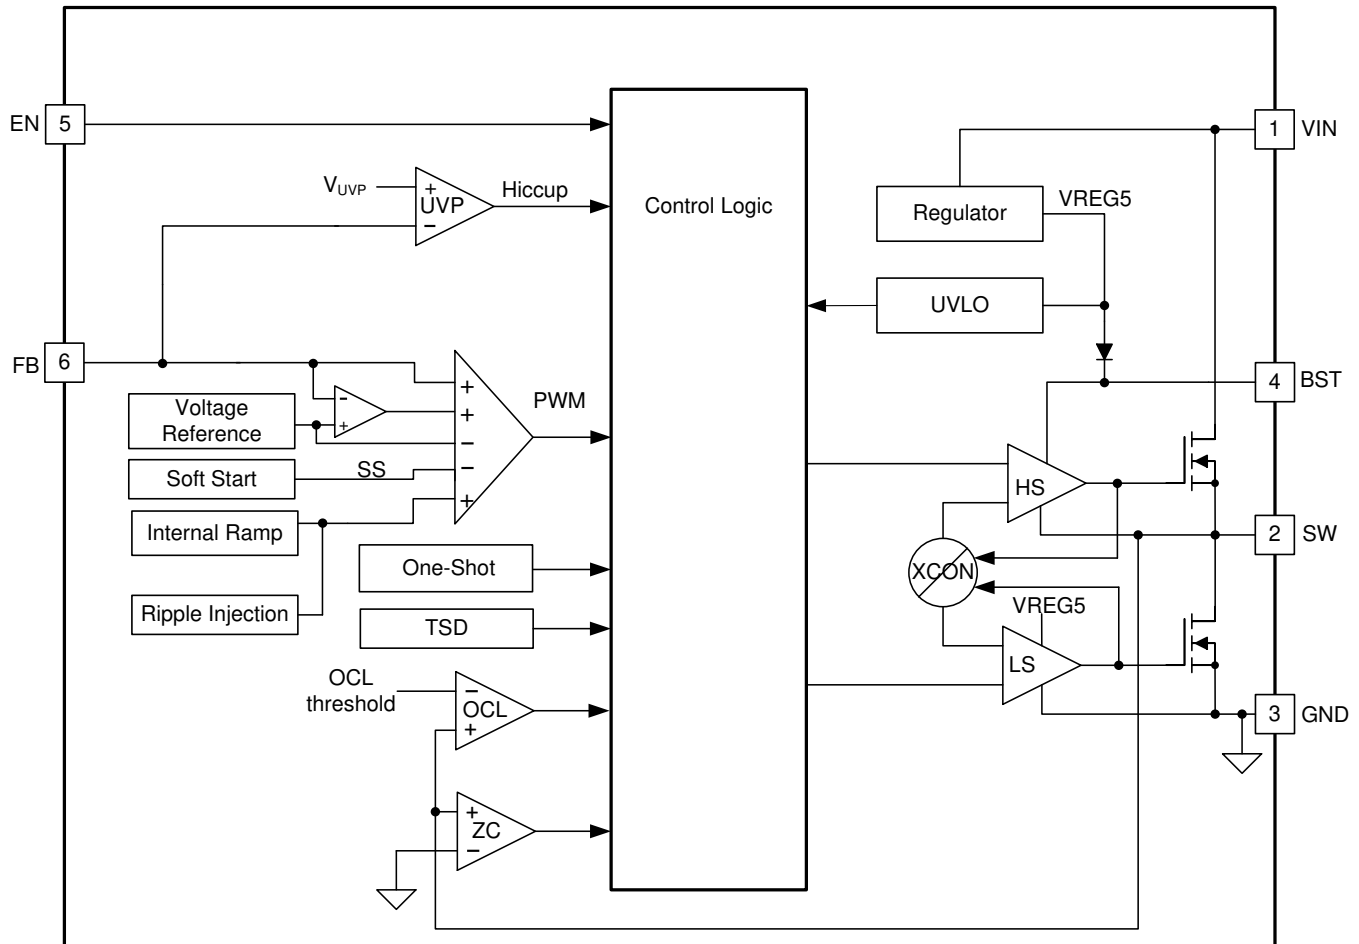 EN
5
V_UVP
+
UVP
−
Hiccup
Control Logic
1
VIN
Regulator
VREG5
UVLO
FB
6
4
BST
Voltage
Reference
-
+
+
+
−
−
+
PWM
Soft Start
SS
Internal Ramp
Ripple Injection
One-Shot
TSD
HS
XCON
2
SW
VREG5
LS
OCL
threshold
−
OCL
+
3
GND
+
ZC
−